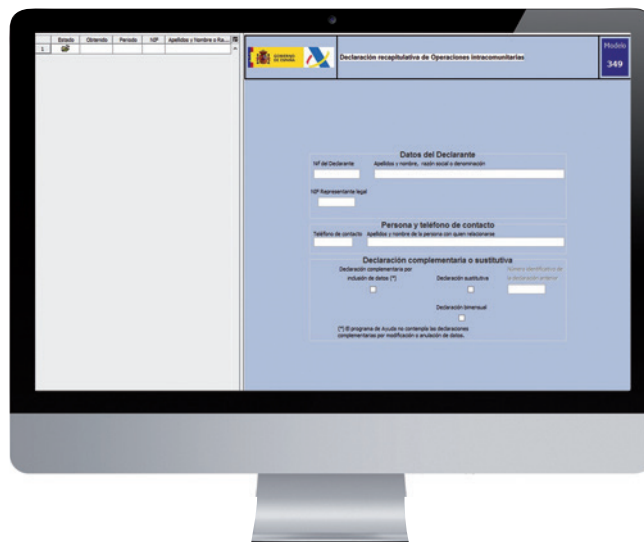 Estado Obtenido Periodo NIF Apellidos y Nombre o Ra...
1
GOBIERNO
DE ESPAÑA
Declaración recapitulativa de Operaciones intracomunitarias
Modelo
349
Datos del Declarante
Nif del Declarante Apellidos y nombre, razón social o denominación
NIF Representante legal
Persona y teléfono de contacto
Teléfono de contacto Apellidos y nombre de la persona con quien relacionarse
Declaración complementaria o sustitutiva
Declaración complementaria por
inclusión de datos (*)
Declaración sustitutiva
Número identificativo de
la declaración anterior
Declaración bimensual
(*) El programa de Ayuda no contempla las declaraciones
complementarias por modificación o anulación de datos.